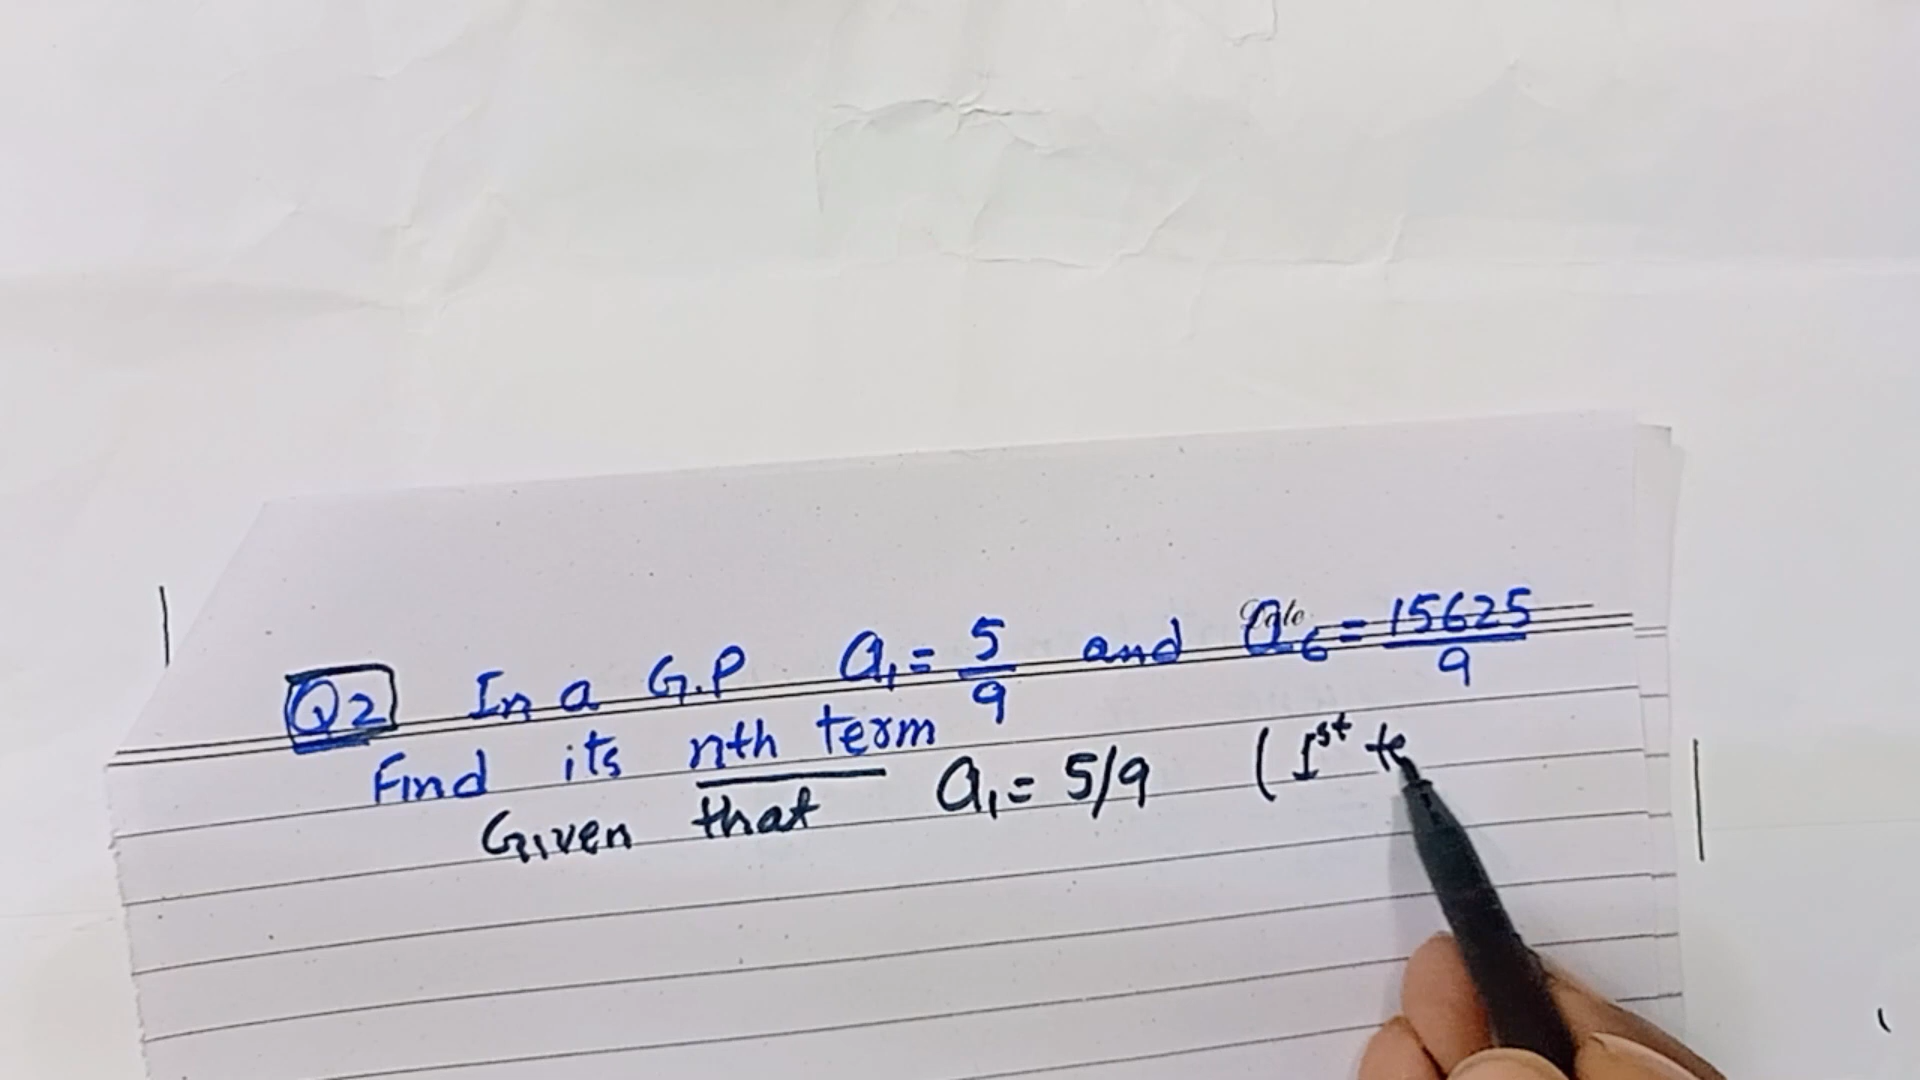 Q2 In a G.P a₁ = 5/9 and a₆ = 15625/9
Date
Find its nth term
Given that a₁ = 5/9 (1st te